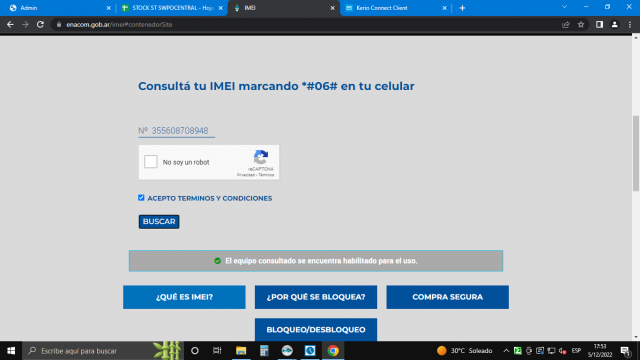 Admin
STOCK ST SWPOCENTRAL - Hoja
IMEI
Kerio Connect Client
enacom.gob.ar/imei#contenedorSite
Consultá tu IMEI marcando *#06# en tu celular
Nº 355608708948
No soy un robot
reCAPTCHA
Privacidad - Términos
ACEPTO TERMINOS Y CONDICIONES
BUSCAR
El equipo consultado se encuentra habilitado para el uso.
¿QUÉ ES IMEI?
¿POR QUÉ SE BLOQUEA?
COMPRA SEGURA
BLOQUEO/DESBLOQUEO
Escribe aquí para buscar
30°C Soleado
ESP
17:53
5/12/2022